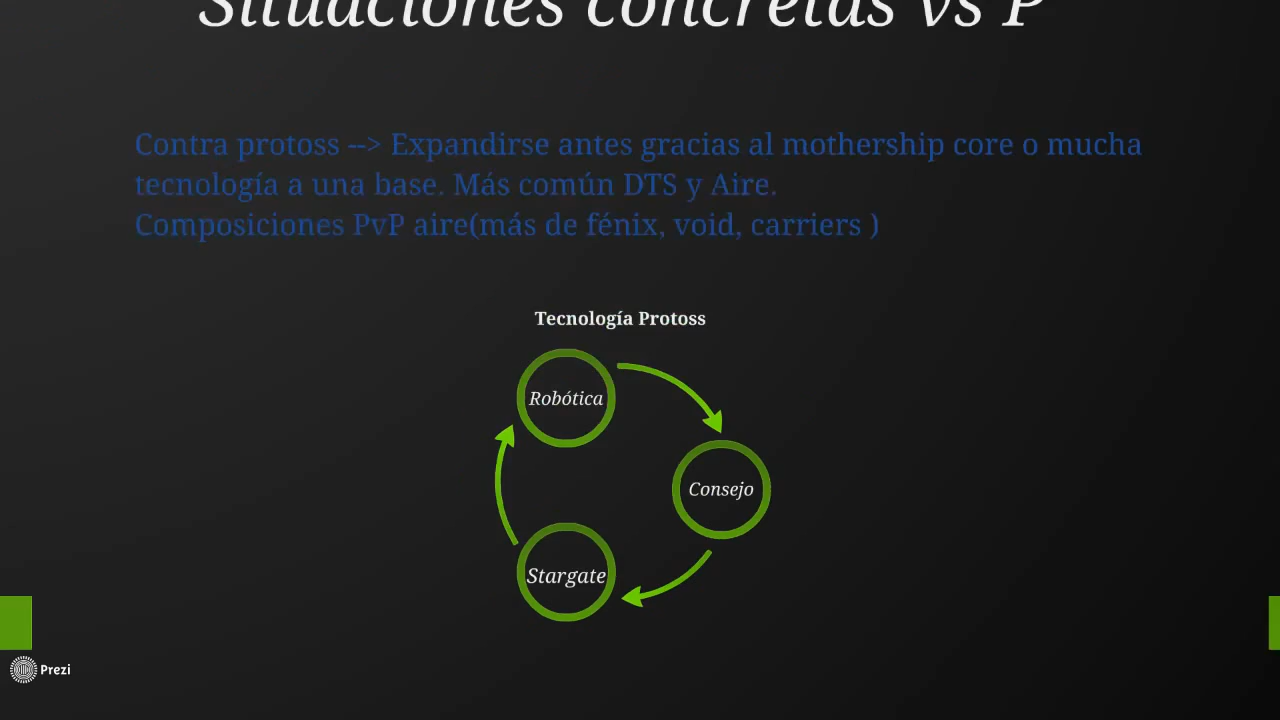 Situaciones concretas vs P
Contra protoss --> Expandirse antes gracias al mothership core o mucha
tecnología a una base. Más común DTS y Aire.
Composiciones PvP aire(más de fénix, void, carriers )
Tecnología Protoss
Robótica
Consejo
Stargate
Prezi